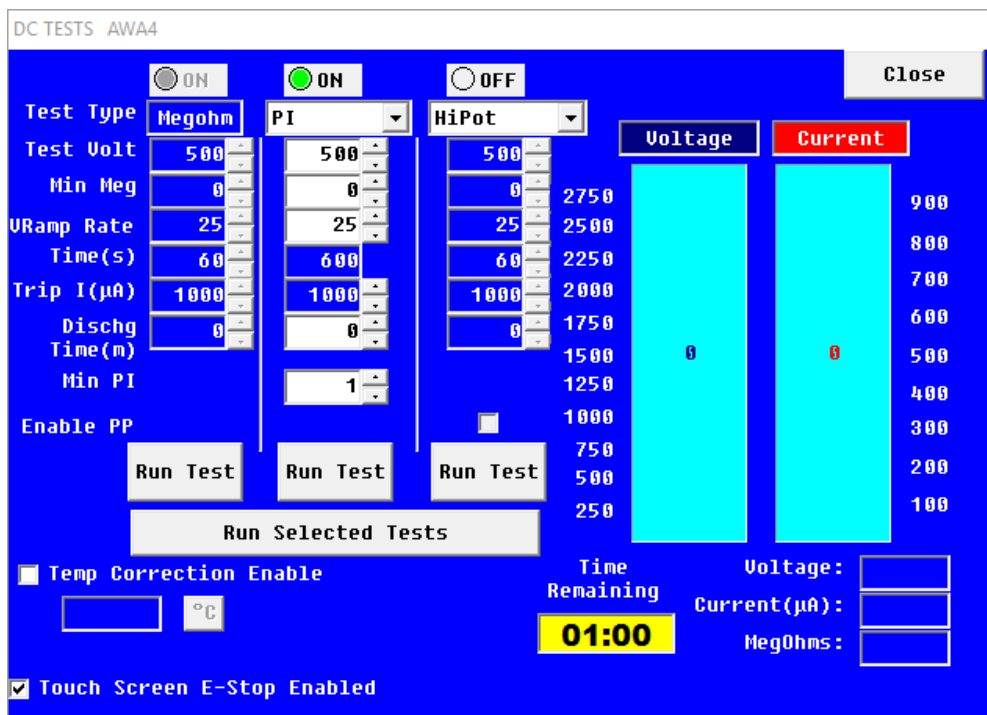 DC TESTS AWA4
ON ON OFF Close
Test Type Megohm PI HiPot
Voltage Current
Test Volt 500 500 500
Min Meg 0 0 0
VRamp Rate 25 25 25
Time(s) 60 600 60
Trip I(µA) 1000 1000 1000
Dischg
Time(m) 0 0 0
Min PI 1
Enable PP
2750
2500
2250
2000
1750
1500
1250
1000
750
500
250
0 0
900
800
700
600
500
400
300
200
100
Run Test Run Test Run Test
Run Selected Tests
Temp Correction Enable
°C
Time
Remaining
01:00
Voltage:
Current(µA):
MegOhms:
Touch Screen E-Stop Enabled